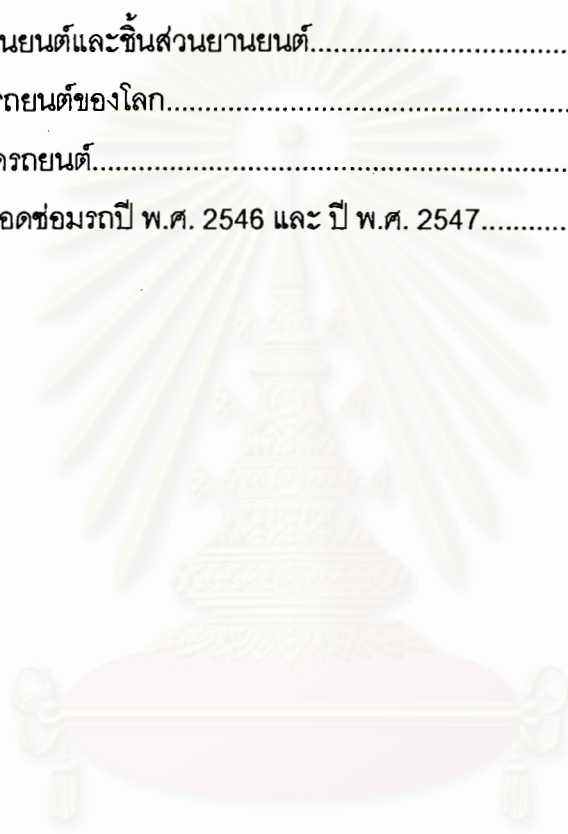 นยนต์และชิ้นส่วนยานยนต์........................................
รถยนต์ของโลก............................................................
ดรถยนต์......................................................................
อดซ่อมรถปี พ.ศ. 2546 และ ปี พ.ศ. 2547............